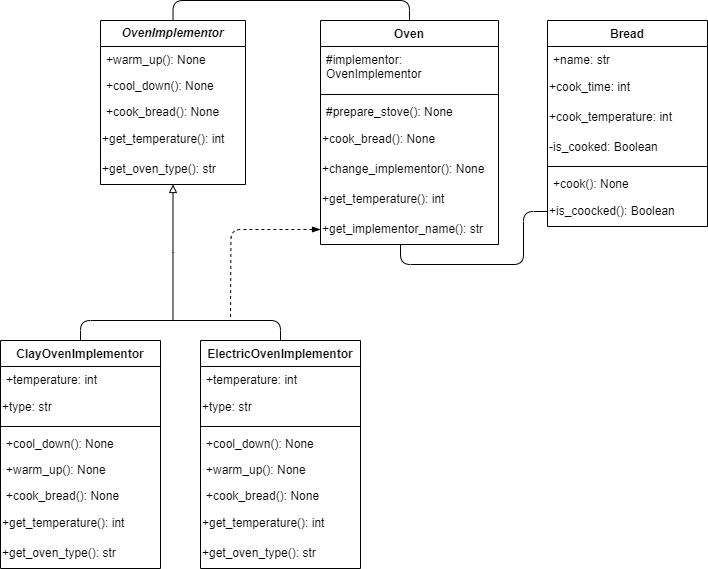 OvenImplementor
+warm_up(): None
+cool_down(): None
+cook_bread(): None
+get_temperature(): int
+get_oven_type(): str
Oven
#implementor:
OvenImplementor
#prepare_stove(): None
+cook_bread(): None
+change_implementor(): None
+get_temperature(): int
+get_implementor_name(): str
Bread
+name: str
+cook_time: int
+cook_temperature: int
-is_cooked: Boolean
+cook(): None
+is_coocked(): Boolean
ClayOvenImplementor
+temperature: int
+type: str
+cool_down(): None
+warm_up(): None
+cook_bread(): None
+get_temperature(): int
+get_oven_type(): str
ElectricOvenImplementor
+temperature: int
+type: str
+cool_down(): None
+warm_up(): None
+cook_bread(): None
+get_temperature(): int
+get_oven_type(): str